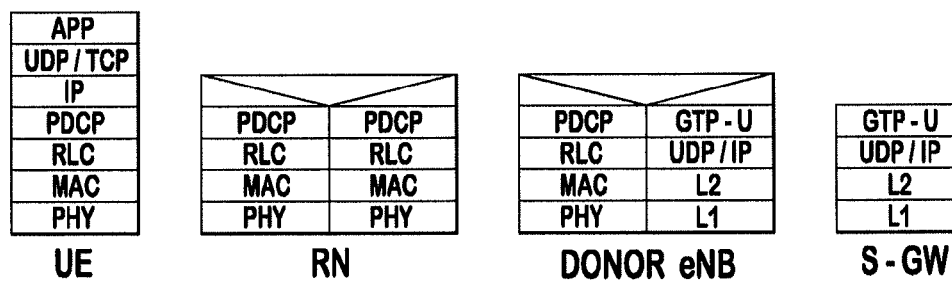 APP
UDP / TCP
IP
PDCP
RLC
MAC
PHY
UE
PDCP PDCP
RLC RLC
MAC MAC
PHY PHY
RN
PDCP GTP - U
RLC UDP / IP
MAC L2
PHY L1
DONOR eNB
GTP - U
UDP / IP
L2
L1
S - GW